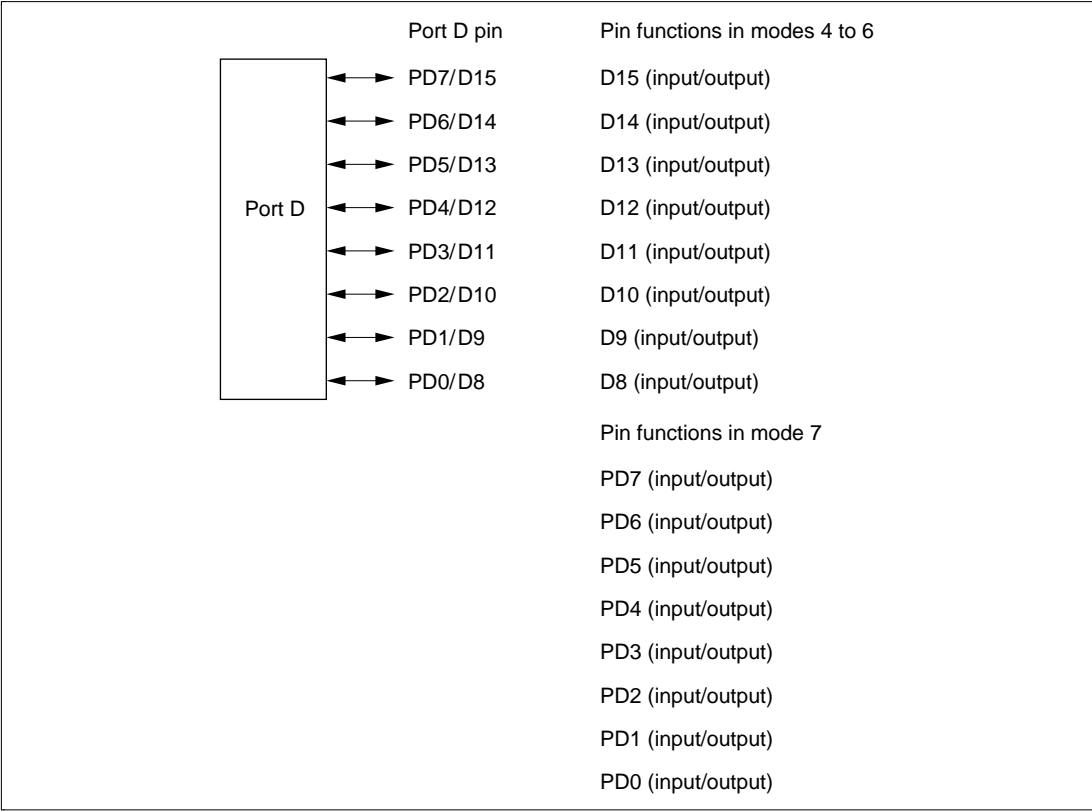 Port D pin Pin functions in modes 4 to 6
PD7/D15 D15 (input/output)
PD6/D14 D14 (input/output)
PD5/D13 D13 (input/output)
Port D PD4/D12 D12 (input/output)
PD3/D11 D11 (input/output)
PD2/D10 D10 (input/output)
PD1/D9 D9 (input/output)
PD0/D8 D8 (input/output)
Pin functions in mode 7
PD7 (input/output)
PD6 (input/output)
PD5 (input/output)
PD4 (input/output)
PD3 (input/output)
PD2 (input/output)
PD1 (input/output)
PD0 (input/output)